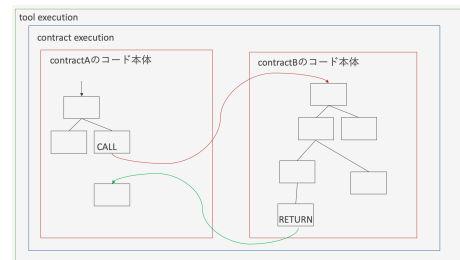 tool execution
contract execution
contractAのコード本体
contractBのコード本体
CALL
RETURN